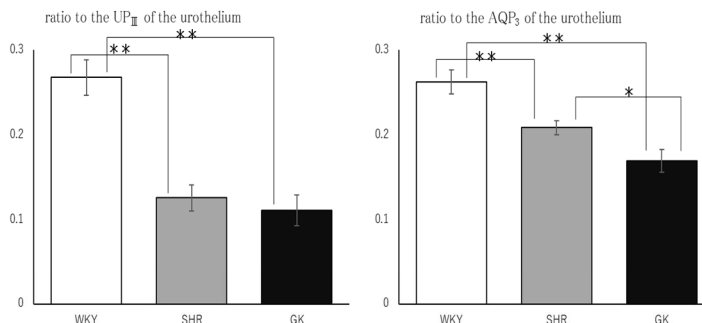 ratio to the UPⅢ of the urothelium
**
**
0.3
0.2
0.1
0
WKY
SHR
GK
ratio to the AQP₃ of the urothelium
**
**
*
0.3
0.2
0.1
0
WKY
SHR
GK